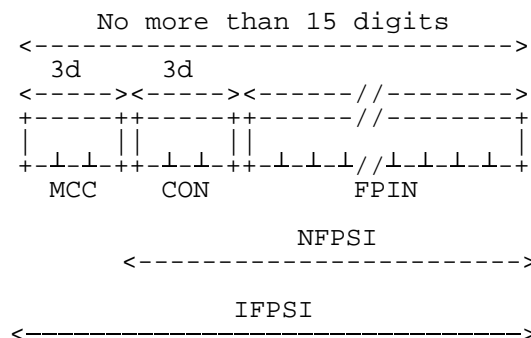 No more than 15 digits
3d 3d
MCC CON FPIN
NFPSI
IFPSI